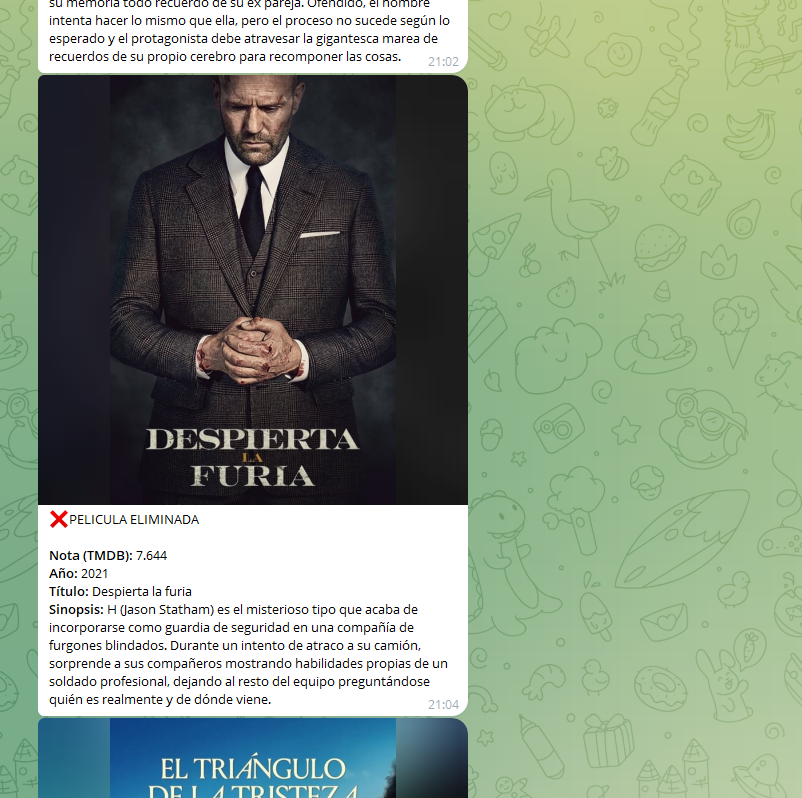 su memoria todo recuerdo de su ex pareja. Ofendido, el hombre
intenta hacer lo mismo que ella, pero el proceso no sucede según lo
esperado y el protagonista debe atravesar la gigantesca marea de
recuerdos de su propio cerebro para recomponer las cosas.
21:02
DESPIERTA
LA
FURIA
❌PELICULA ELIMINADA
Nota (TMDB): 7.644
Año: 2021
Título: Despierta la furia
Sinopsis: H (Jason Statham) es el misterioso tipo que acaba de
incorporarse como guardia de seguridad en una compañía de
furgones blindados. Durante un intento de atraco a su camión,
sorprende a sus compañeros mostrando habilidades propias de un
soldado profesional, dejando al resto del equipo preguntándose
quién es realmente y de dónde viene.
21:04
EL TRIÁNGULO
DE LA TRISTEZA